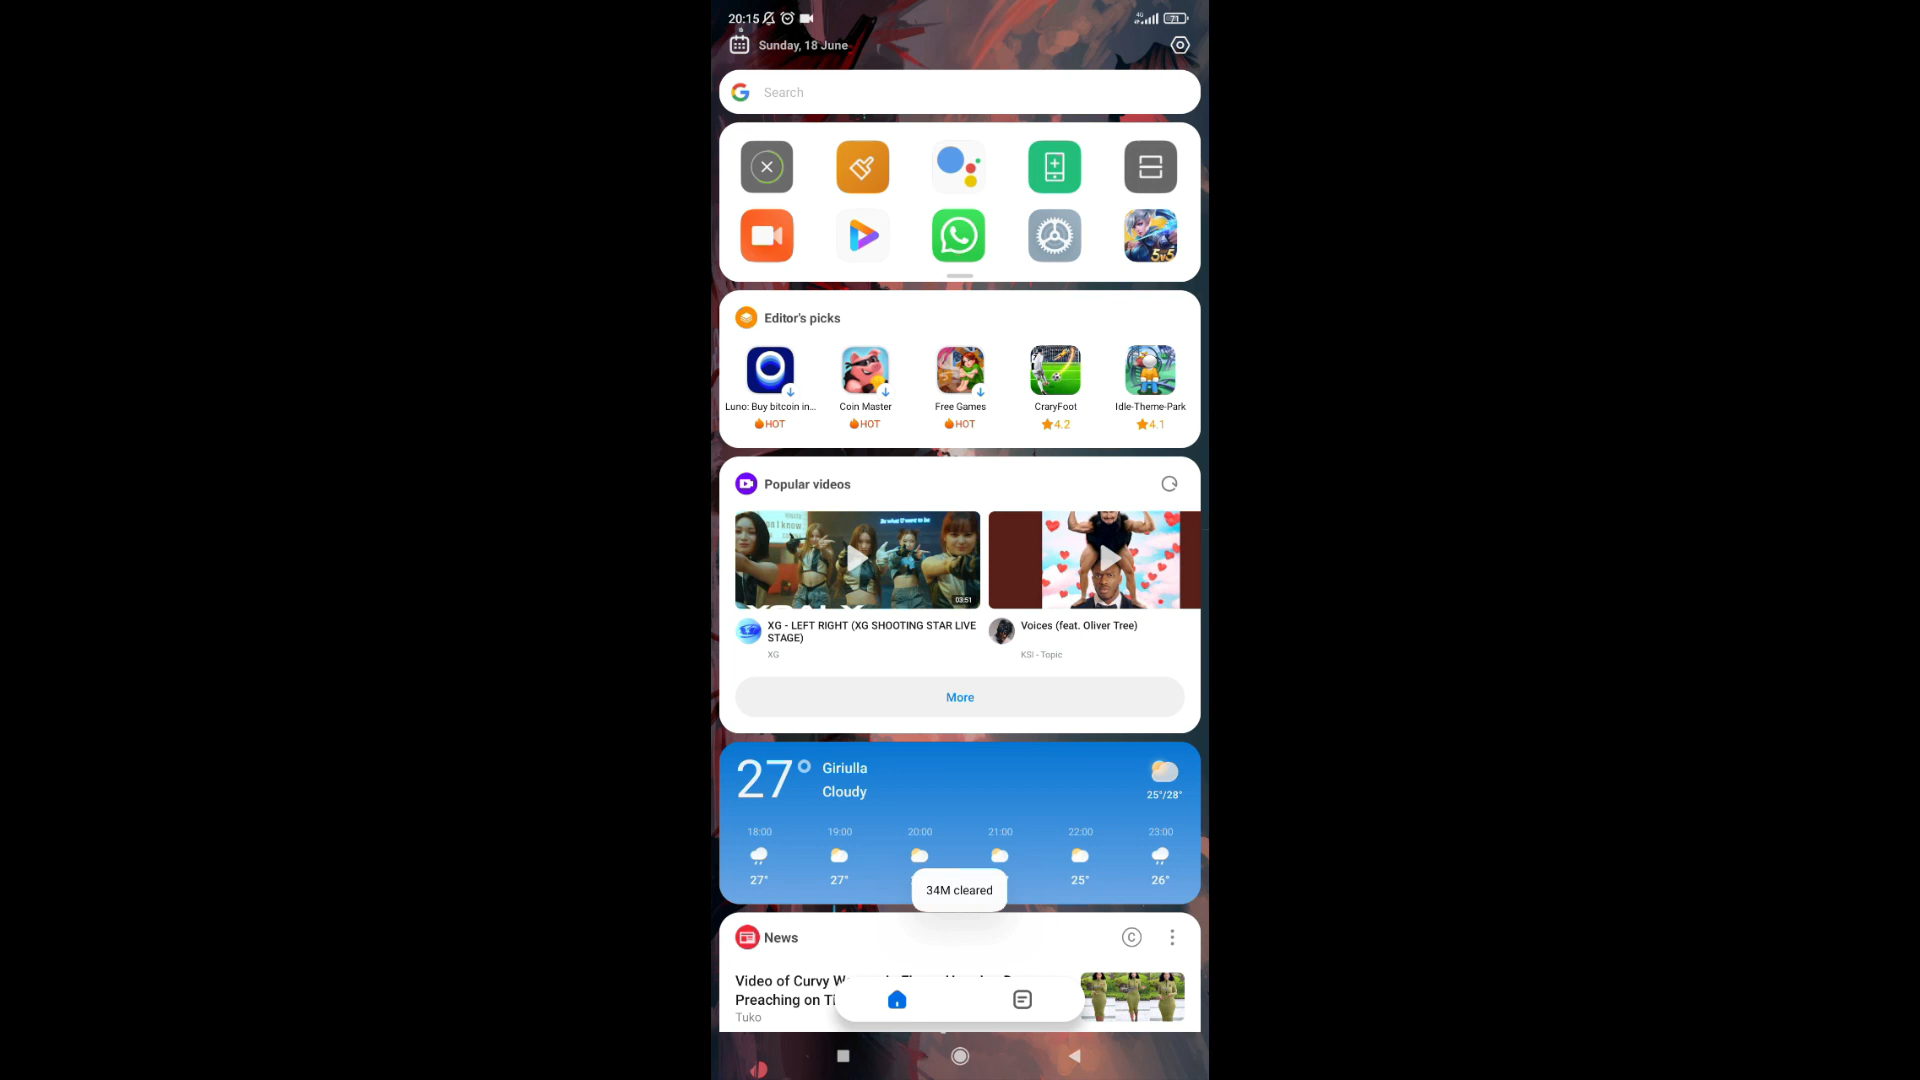 20:15
4G
71
Sunday, 18 June
Search
5v5
Editor's picks
Luno: Buy bitcoin in...
Coin Master
Free Games
CraryFoot
Idle-Theme-Park
HOT
HOT
HOT
4.2
4.1
Popular videos
03:51
XG - LEFT RIGHT (XG SHOOTING STAR LIVE
STAGE)
XG
Voices (feat. Oliver Tree)
KSI - Topic
More
27°
Giriulla
Cloudy
25°/28°
18:00
19:00
20:00
21:00
22:00
23:00
27°
27°
25°
26°
34M cleared
News
C
Video of Curvy
Preaching on
Tuko